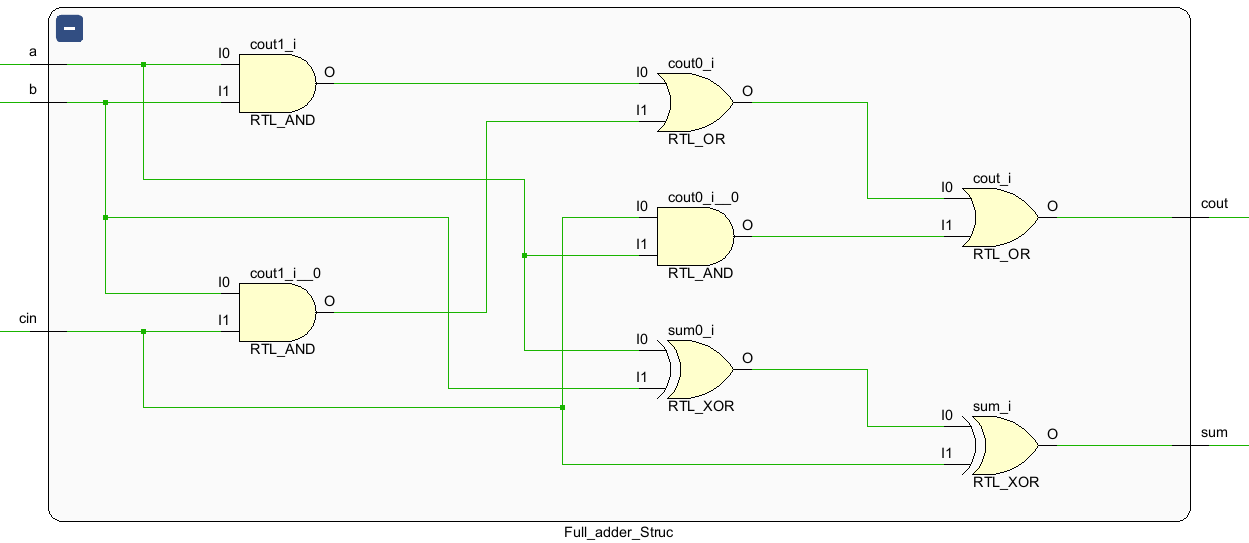 a
b
cin
cout1_i
I0
I1
O
RTL_AND
cout1_i__0
I0
I1
O
RTL_AND
cout0_i
I0
I1
O
RTL_OR
cout0_i__0
I0
I1
O
RTL_AND
sum0_i
I0
I1
O
RTL_XOR
cout_i
I0
I1
O
RTL_OR
sum_i
I0
I1
O
RTL_XOR
cout
sum
Full_adder_Struc